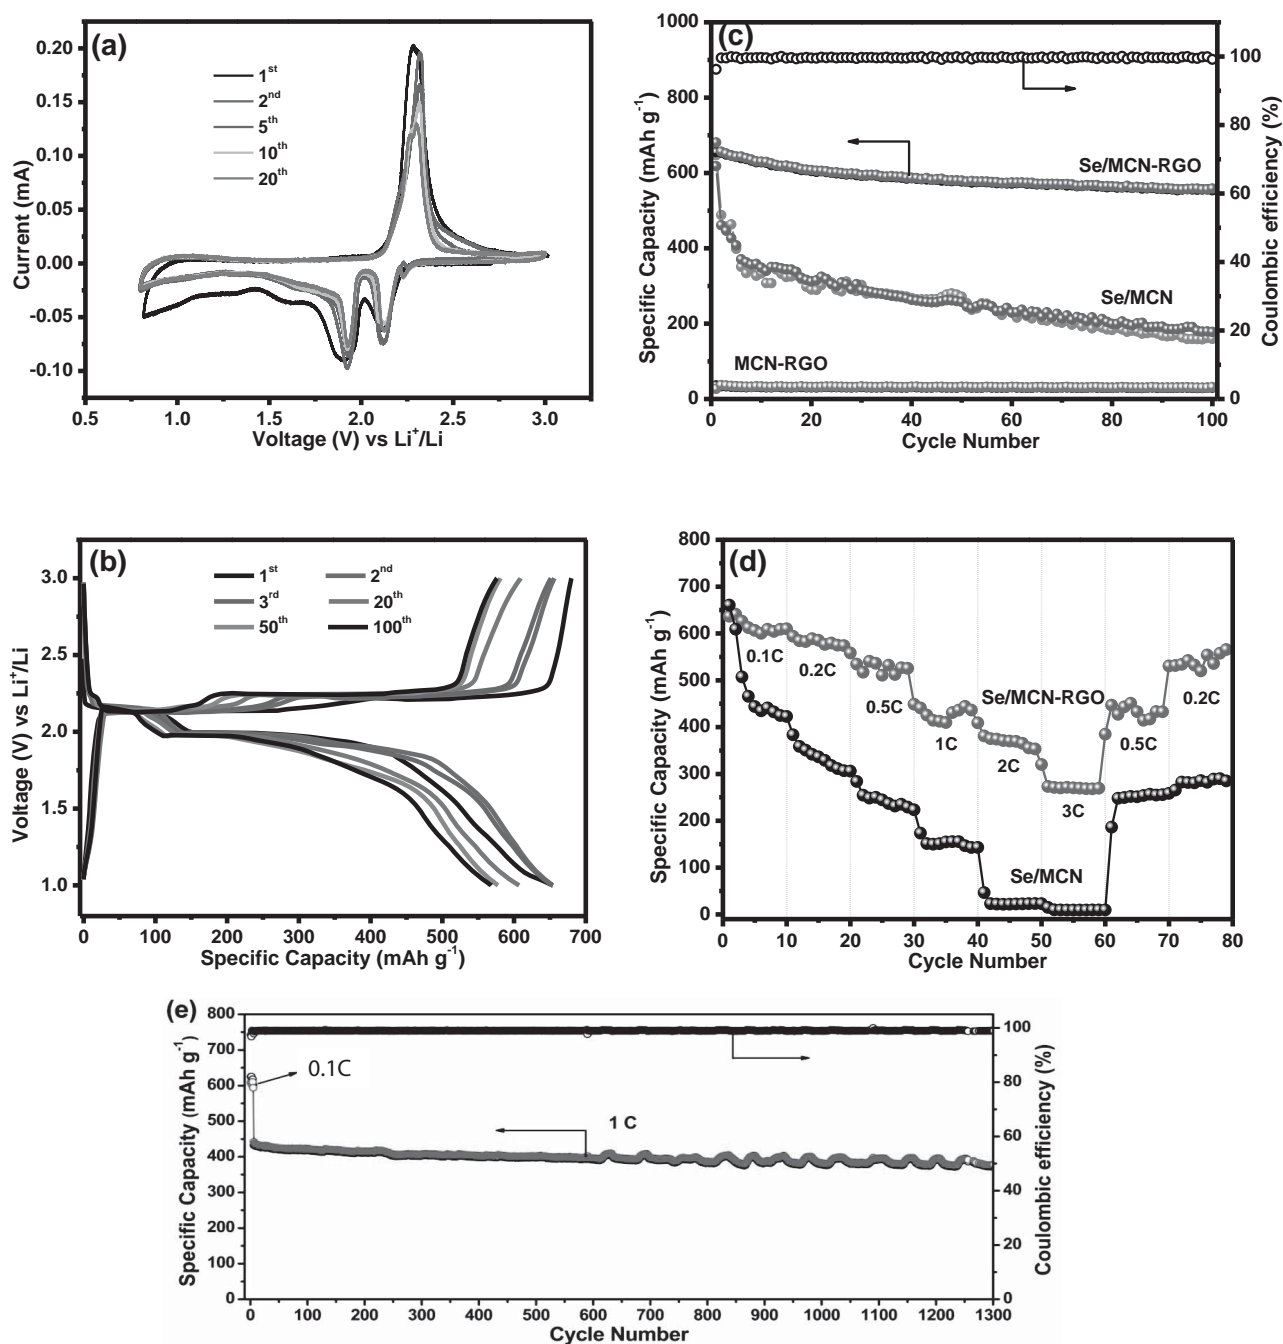 (a)
0.20
0.15
0.10
0.05
0.00
-0.05
-0.10
Current (mA)
1st
2nd
5th
10th
20th
0.5 1.0 1.5 2.0 2.5 3.0
Voltage (V) vs Li+/Li
(c)
1000
800
600
400
200
0
Specific Capacity (mAh g-1)
Se/MCN-RGO
Se/MCN
MCN-RGO
100
80
60
40
20
0
Coulombic efficiency (%)
0 20 40 60 80 100
Cycle Number
(b)
3.0
2.5
2.0
1.5
1.0
Voltage (V) vs Li+/Li
1st 2nd
3rd 20th
50th 100th
0 100 200 300 400 500 600 700
Specific Capacity (mAh g-1)
(d)
800
700
600
500
400
300
200
100
0
Specific Capacity (mAh g-1)
0.1C
0.2C
0.5C
Se/MCN-RGO
1C
2C
3C
0.5C
0.2C
Se/MCN
0 10 20 30 40 50 60 70 80
Cycle Number
(e)
800
700
600
500
400
300
200
100
0
Specific Capacity (mAh g-1)
0.1C
1 C
100
80
60
40
20
0
Coulombic efficiency (%)
0 100 200 300 400 500 600 700 800 900 1000 1100 1200 1300
Cycle Number